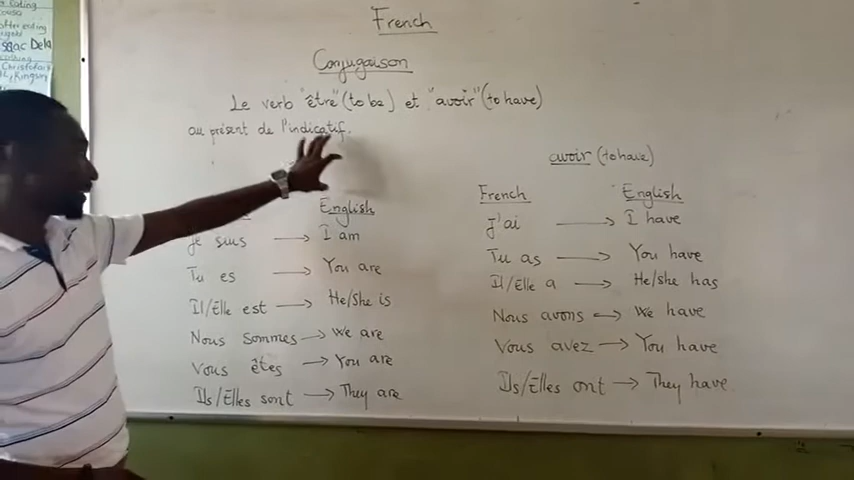 French
Conjugaison
Le verb "être" (to be) et "avoir" (to have)
au présent de l'indicatif.
avoir (to have)
English
je suis → I am
Tu es → You are
Il/Elle est → He/She is
Nous sommes → We are
Vous êtes → You are
Ils/Elles sont → They are
French English
J'ai → I have
Tu as → You have
Il/Elle a → He/She has
Nous avons → We have
Vous avez → You have
Ils/Elles ont → They have